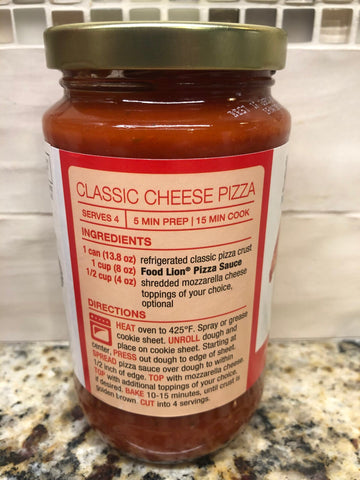 BEST
CLASSIC CHEESE PIZZA
SERVES 4 | 5 MIN PREP | 15 MIN COOK
INGREDIENTS
1 can (13.8 oz) refrigerated classic pizza crust
1 cup (8 oz) Food Lion® Pizza Sauce
1/2 cup (4 oz) shredded mozzarella cheese
toppings of your choice,
optional
DIRECTIONS
HEAT oven to 425°F. Spray or grease
cookie sheet. UNROLL dough and
place on cookie sheet. Starting at
center, PRESS out dough to edge of sheet.
SPREAD pizza sauce over dough to within
1/2 inch of edge. TOP with mozzarella cheese.
TOP with additional toppings of your choice,
if desired. BAKE 10-15 minutes, until crust is
golden brown. CUT into 4 servings.